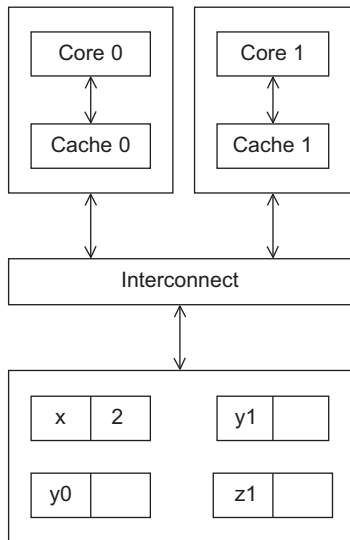 Core 0 Core 1
Cache 0 Cache 1
Interconnect
x 2 y1
y0 z1